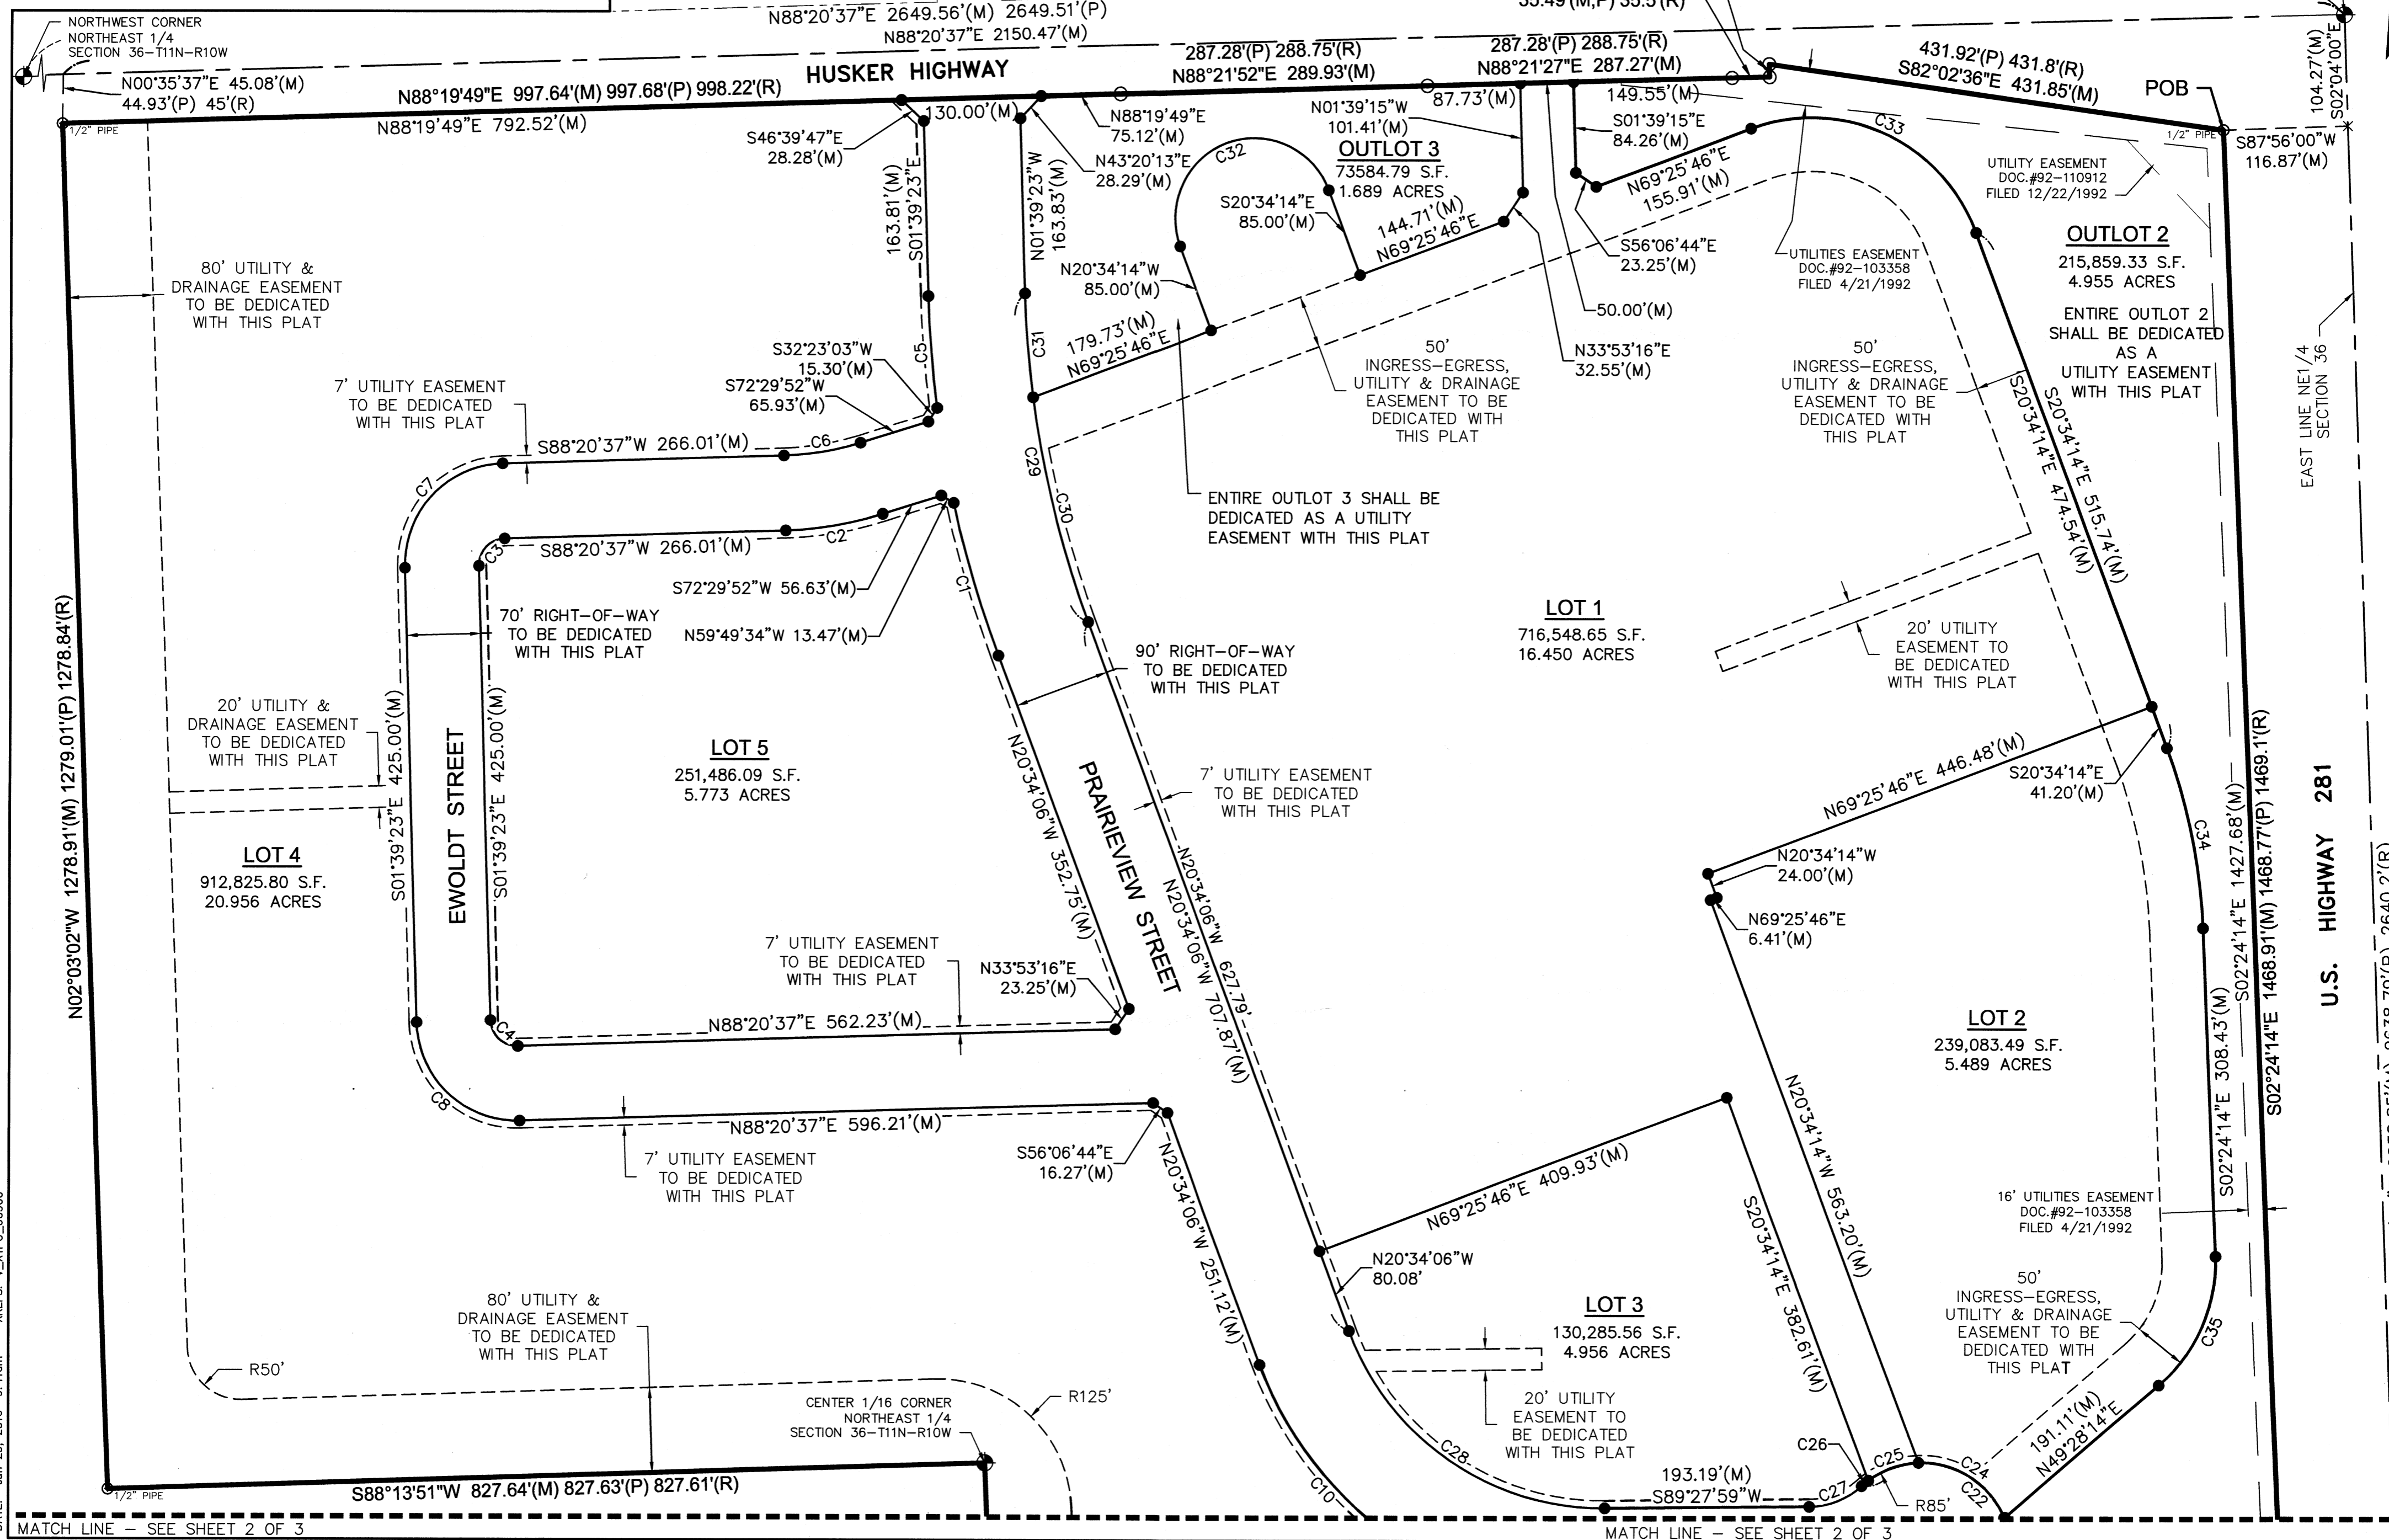 N88°20'37"E 2649.56'(M) 2649.51'(P)
N88°20'37"E 2150.47'(M)
35.49'(M,P) 35.5'(R)
NORTHWEST CORNER
NORTHEAST 1/4
SECTION 36-T11N-R10W
N00°35'37"E 45.08'(M)
44.93'(P) 45'(R)
1/2" PIPE
N88°19'49"E 997.64'(M) 997.68'(P) 998.22'(R)
N88°19'49"E 792.52'(M)
HUSKER HIGHWAY
130.00'(M)
S46°39'47"E
28.28'(M)
N88°19'49"E
75.12'(M)
N43°20'13"E
28.29'(M)
287.28'(P) 288.75'(R)
N88°21'52"E 289.93'(M)
287.28'(P) 288.75'(R)
N88°21'27"E 287.27'(M)
87.73'(M)
149.55'(M)
N01°39'15"W
101.41'(M)
S01°39'15"E
84.26'(M)
431.92'(P) 431.8'(R)
S82°02'36"E 431.85'(M)
POB
1/2" PIPE
104.27'(M)
S02°04'00"E
S87°56'00"W
116.87'(M)
163.81'(M)
S01°39'23"E
N01°39'23"W
163.83'(M)
C32
OUTLOT 3
73584.79 S.F.
1.689 ACRES
S20°34'14"E
85.00'(M)
N20°34'14"W
85.00'(M)
144.71'(M)
N69°25'46"E
N69°25'46"E
155.91'(M)
C33
S56°06'44"E
23.25'(M)
50.00'(M)
N33°53'16"E
32.55'(M)
UTILITY EASEMENT
DOC.#92-110912
FILED 12/22/1992
UTILITIES EASEMENT
DOC.#92-103358
FILED 4/21/1992
OUTLOT 2
215,859.33 S.F.
4.955 ACRES
ENTIRE OUTLOT 2
SHALL BE DEDICATED
AS A
UTILITY EASEMENT
WITH THIS PLAT
EAST LINE NE1/4
SECTION 36
80' UTILITY &
DRAINAGE EASEMENT
TO BE DEDICATED
WITH THIS PLAT
7' UTILITY EASEMENT
TO BE DEDICATED
WITH THIS PLAT
S32°23'03"W
15.30'(M)
S72°29'52"W
65.93'(M)
C5
C31
179.73'(M)
N69°25'46"E
50'
INGRESS-EGRESS,
UTILITY & DRAINAGE
EASEMENT TO BE
DEDICATED WITH
THIS PLAT
50'
INGRESS-EGRESS,
UTILITY & DRAINAGE
EASEMENT TO BE
DEDICATED WITH
THIS PLAT
S20°34'14"E 474.54'(M)
S20°34'14"E 515.74'(M)
S88°20'37"W 266.01'(M)
C6
C7
C29
C30
ENTIRE OUTLOT 3 SHALL BE
DEDICATED AS A UTILITY
EASEMENT WITH THIS PLAT
C3
S88°20'37"W 266.01'(M)
C2
C1
S72°29'52"W 56.63'(M)
N59°49'34"W 13.47'(M)
70' RIGHT-OF-WAY
TO BE DEDICATED
WITH THIS PLAT
90' RIGHT-OF-WAY
TO BE DEDICATED
WITH THIS PLAT
LOT 1
716,548.65 S.F.
16.450 ACRES
20' UTILITY
EASEMENT TO
BE DEDICATED
WITH THIS PLAT
N02°03'02"W 1278.91'(M) 1279.01'(P) 1278.84'(R)
20' UTILITY &
DRAINAGE EASEMENT
TO BE DEDICATED
WITH THIS PLAT
S01°39'23"E 425.00'(M)
EWOLDT STREET
S01°39'23"E 425.00'(M)
LOT 5
251,486.09 S.F.
5.773 ACRES
N20°34'06"W 352.75'(M)
PRAIRIEVIEW STREET
7' UTILITY EASEMENT
TO BE DEDICATED
WITH THIS PLAT
N20°34'06"W 627.79'
N20°34'06"W 707.87'(M)
N69°25'46"E 446.48'(M)
S20°34'14"E
41.20'(M)
C34
S02°24'14"E 1427.68'(M)
S02°24'14"E 1468.91'(M) 1468.77'(P) 1469.1'(R)
U.S. HIGHWAY 281
LOT 4
912,825.80 S.F.
20.956 ACRES
N20°34'14"W
24.00'(M)
N69°25'46"E
6.41'(M)
7' UTILITY EASEMENT
TO BE DEDICATED
WITH THIS PLAT
N33°53'16"E
23.25'(M)
N88°20'37"E 562.23'(M)
C4
C8
LOT 2
239,083.49 S.F.
5.489 ACRES
S02°24'14"E 308.43'(M)
N88°20'37"E 596.21'(M)
7' UTILITY EASEMENT
TO BE DEDICATED
WITH THIS PLAT
S56°06'44"E
16.27'(M)
N20°34'06"W 251.12'(M)
N69°25'46"E 409.93'(M)
N20°34'14"W 563.20'(M)
S20°34'14"E 382.61'(M)
16' UTILITIES EASEMENT
DOC.#92-103358
FILED 4/21/1992
N20°34'06"W
80.08'
80' UTILITY &
DRAINAGE EASEMENT
TO BE DEDICATED
WITH THIS PLAT
LOT 3
130,285.56 S.F.
4.956 ACRES
50'
INGRESS-EGRESS,
UTILITY & DRAINAGE
EASEMENT TO BE
DEDICATED WITH
THIS PLAT
C35
R50'
R125'
CENTER 1/16 CORNER
NORTHEAST 1/4
SECTION 36-T11N-R10W
20' UTILITY
EASEMENT TO
BE DEDICATED
WITH THIS PLAT
C28
C10
193.19'(M)
S89°27'59"W
C26
C25
C27
C24
C22
R85'
191.11'(M)
N49°28'14"E
1/2" PIPE
S88°13'51"W 827.64'(M) 827.63'(P) 827.61'(R)
MATCH LINE - SEE SHEET 2 OF 3
MATCH LINE - SEE SHEET 2 OF 3